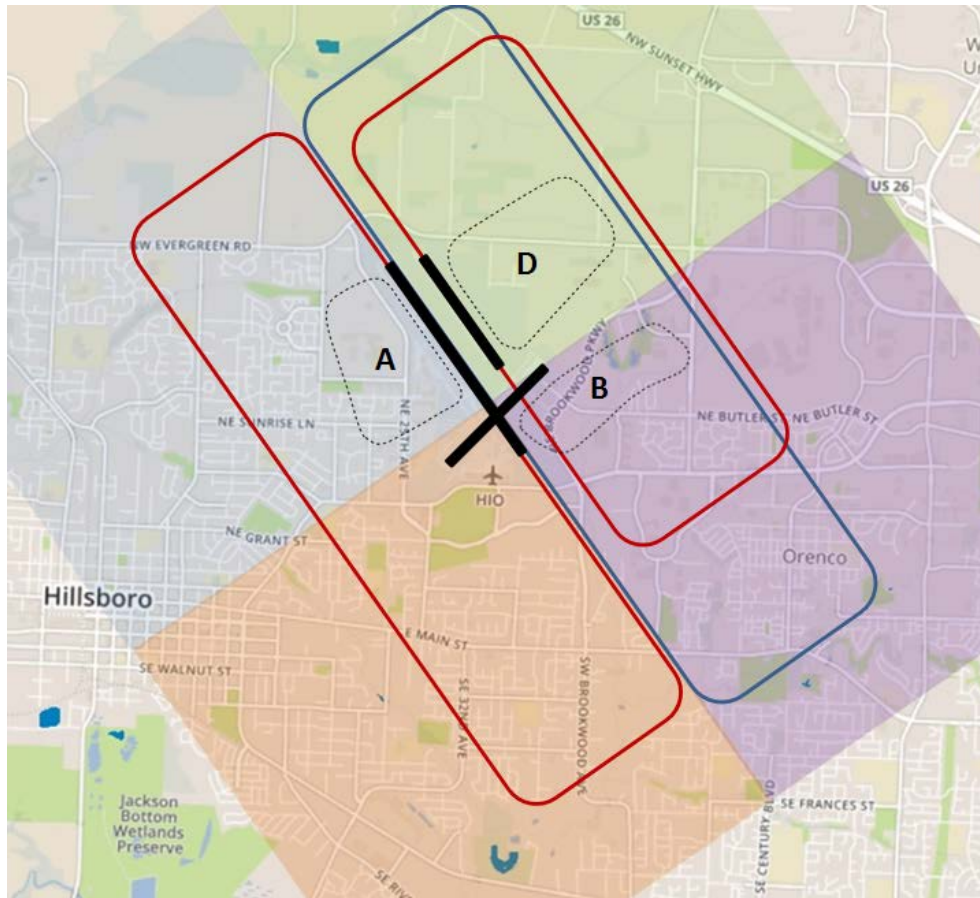 US 26
NW SUNSET HWY
W
US 26
NW EVERGREEN RD
D
A
BROOKWOOD PKWY
B
NE SUNRISE LN
NE 25TH AVE
NE BUTLER ST
NE BUTLER ST
HIO
NE GRANT ST
Orenco
Hillsboro
E MAIN ST
SE WALNUT ST
SE 32ND AVE
SW BROOKWOOD AVE
Jackson
Bottom
Wetlands
Preserve
SE CENTURY BLVD
SE FRANCES ST